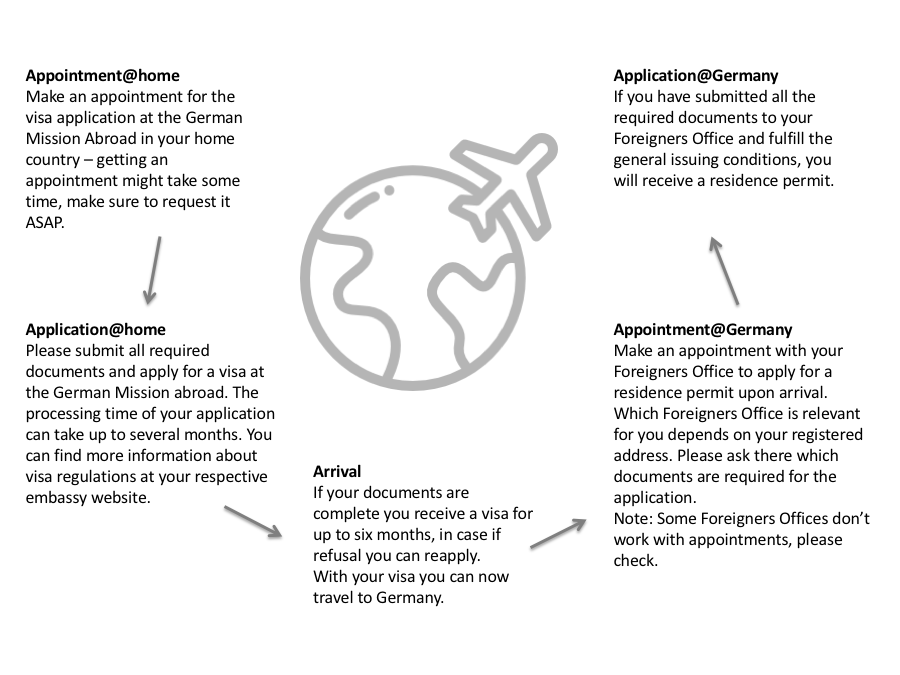 Appointment@home
Make an appointment for the
visa application at the German
Mission Abroad in your home
country – getting an
appointment might take some
time, make sure to request it
ASAP.
Application@home
Please submit all required
documents and apply for a visa at
the German Mission abroad. The
processing time of your application
can take up to several months. You
can find more information about
visa regulations at your respective
embassy website.
Arrival
If your documents are
complete you receive a visa for
up to six months, in case if
refusal you can reapply.
With your visa you can now
travel to Germany.
Appointment@Germany
Make an appointment with your
Foreigners Office to apply for a
residence permit upon arrival.
Which Foreigners Office is relevant
for you depends on your registered
address. Please ask there which
documents are required for the
application.
Note: Some Foreigners Offices don’t
work with appointments, please
check.
Application@Germany
If you have submitted all the
required documents to your
Foreigners Office and fulfill the
general issuing conditions, you
will receive a residence permit.